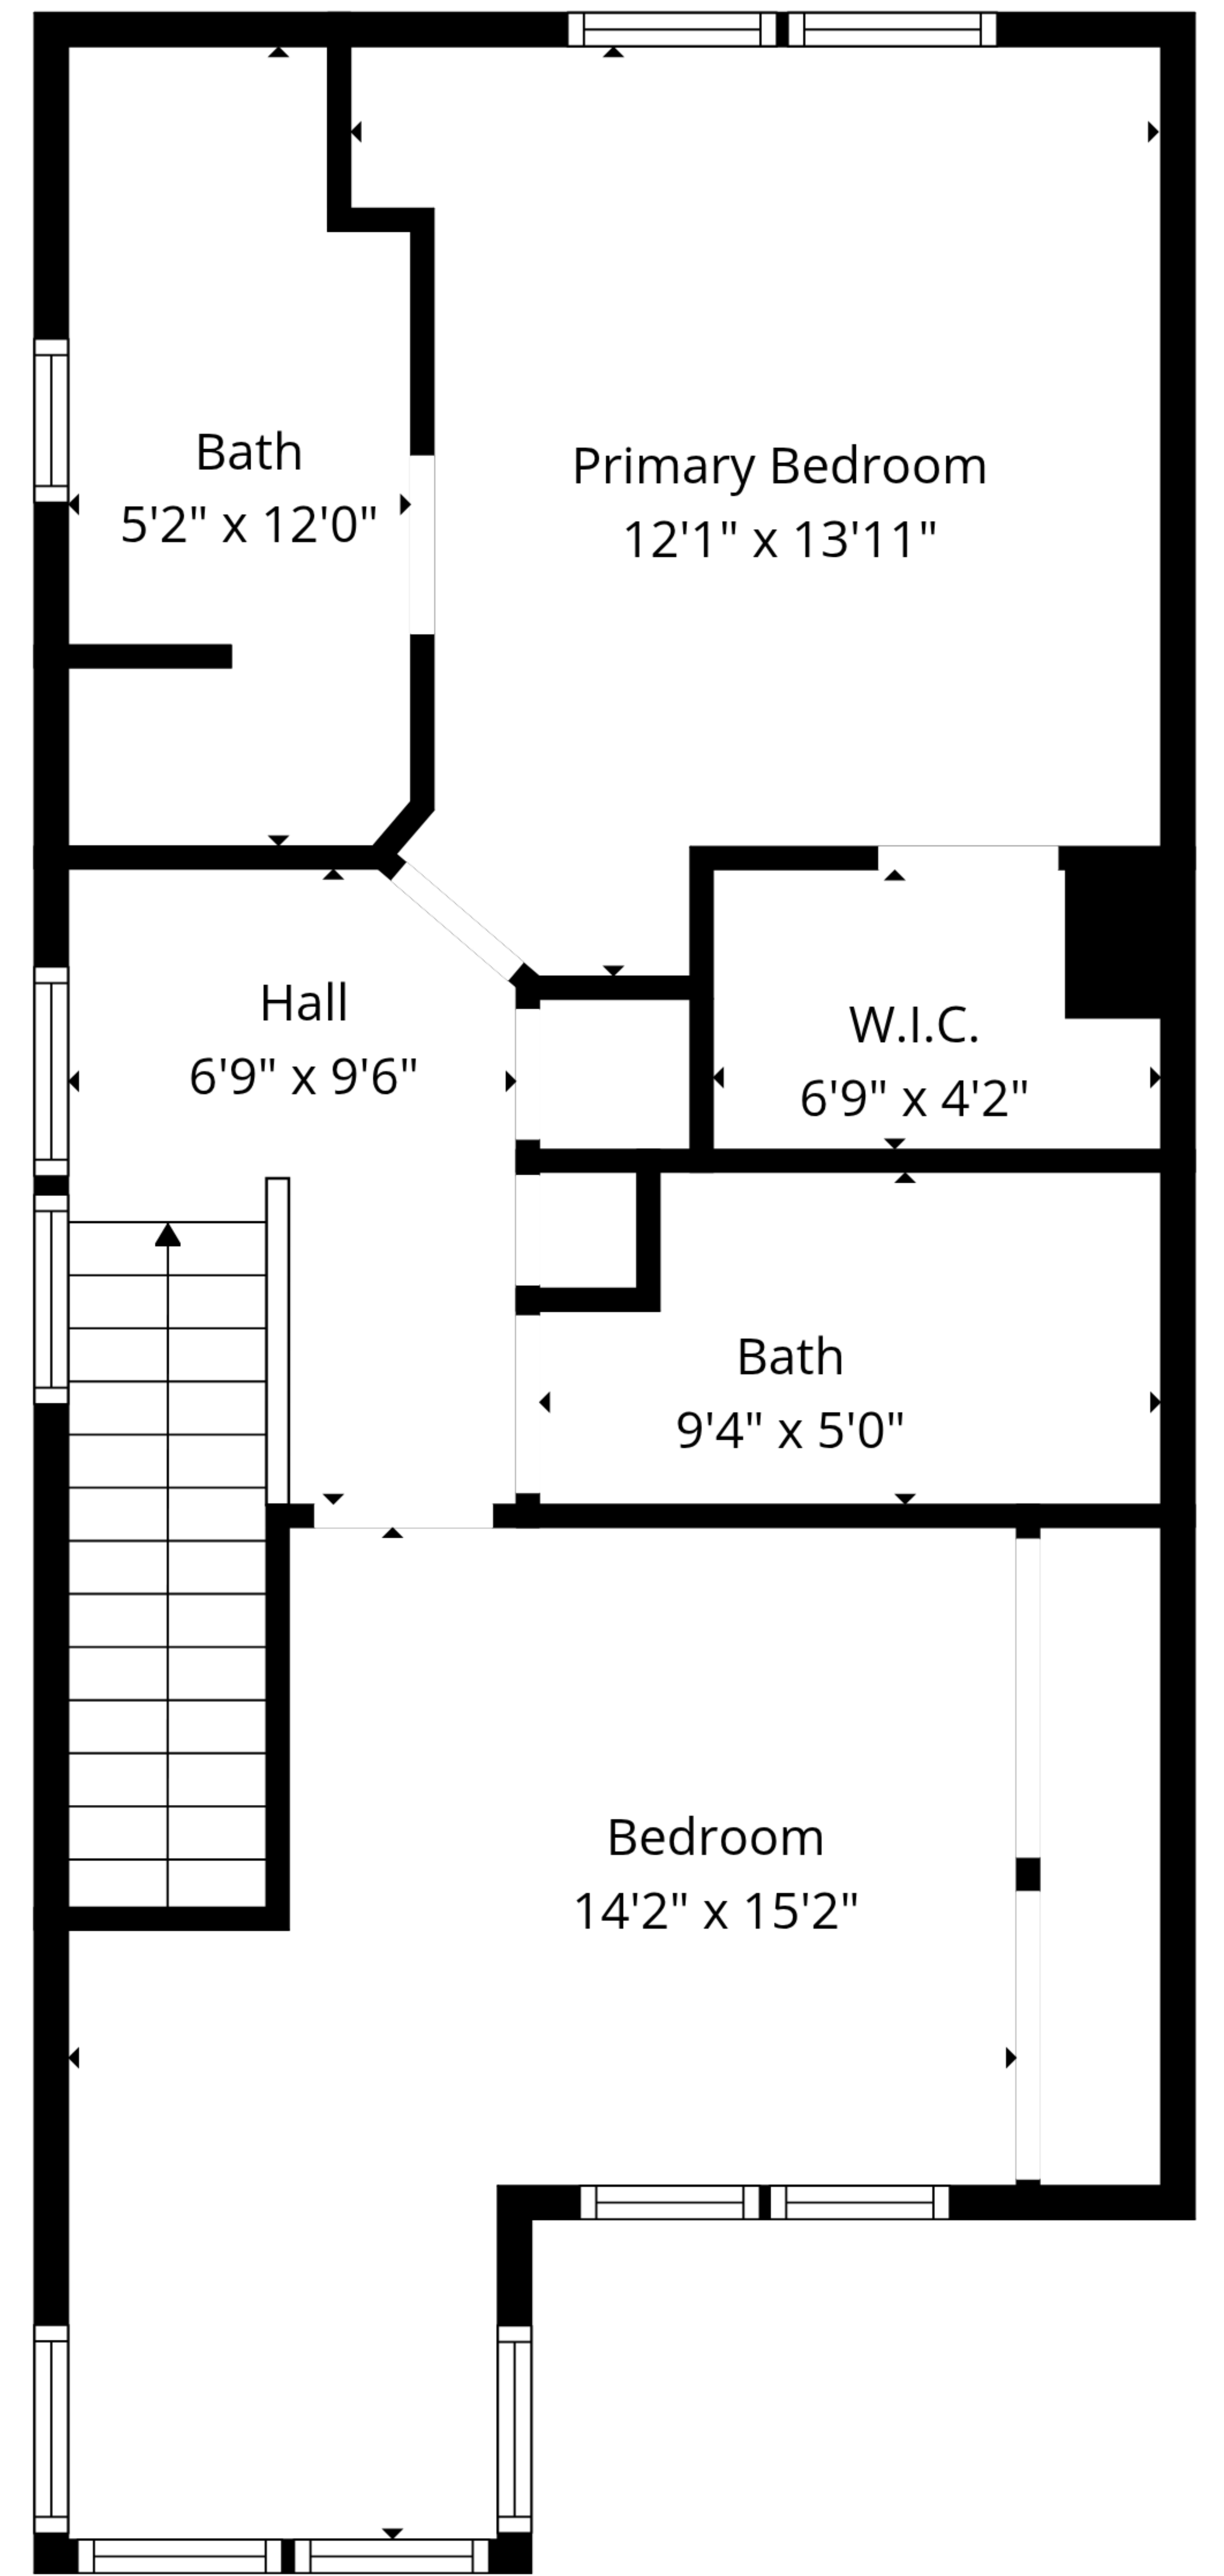 Bath
5'2" x 12'0"
Primary Bedroom
12'1" x 13'11"
Hall
6'9" x 9'6"
W.I.C.
6'9" x 4'2"
Bath
9'4" x 5'0"
Bedroom
14'2" x 15'2"